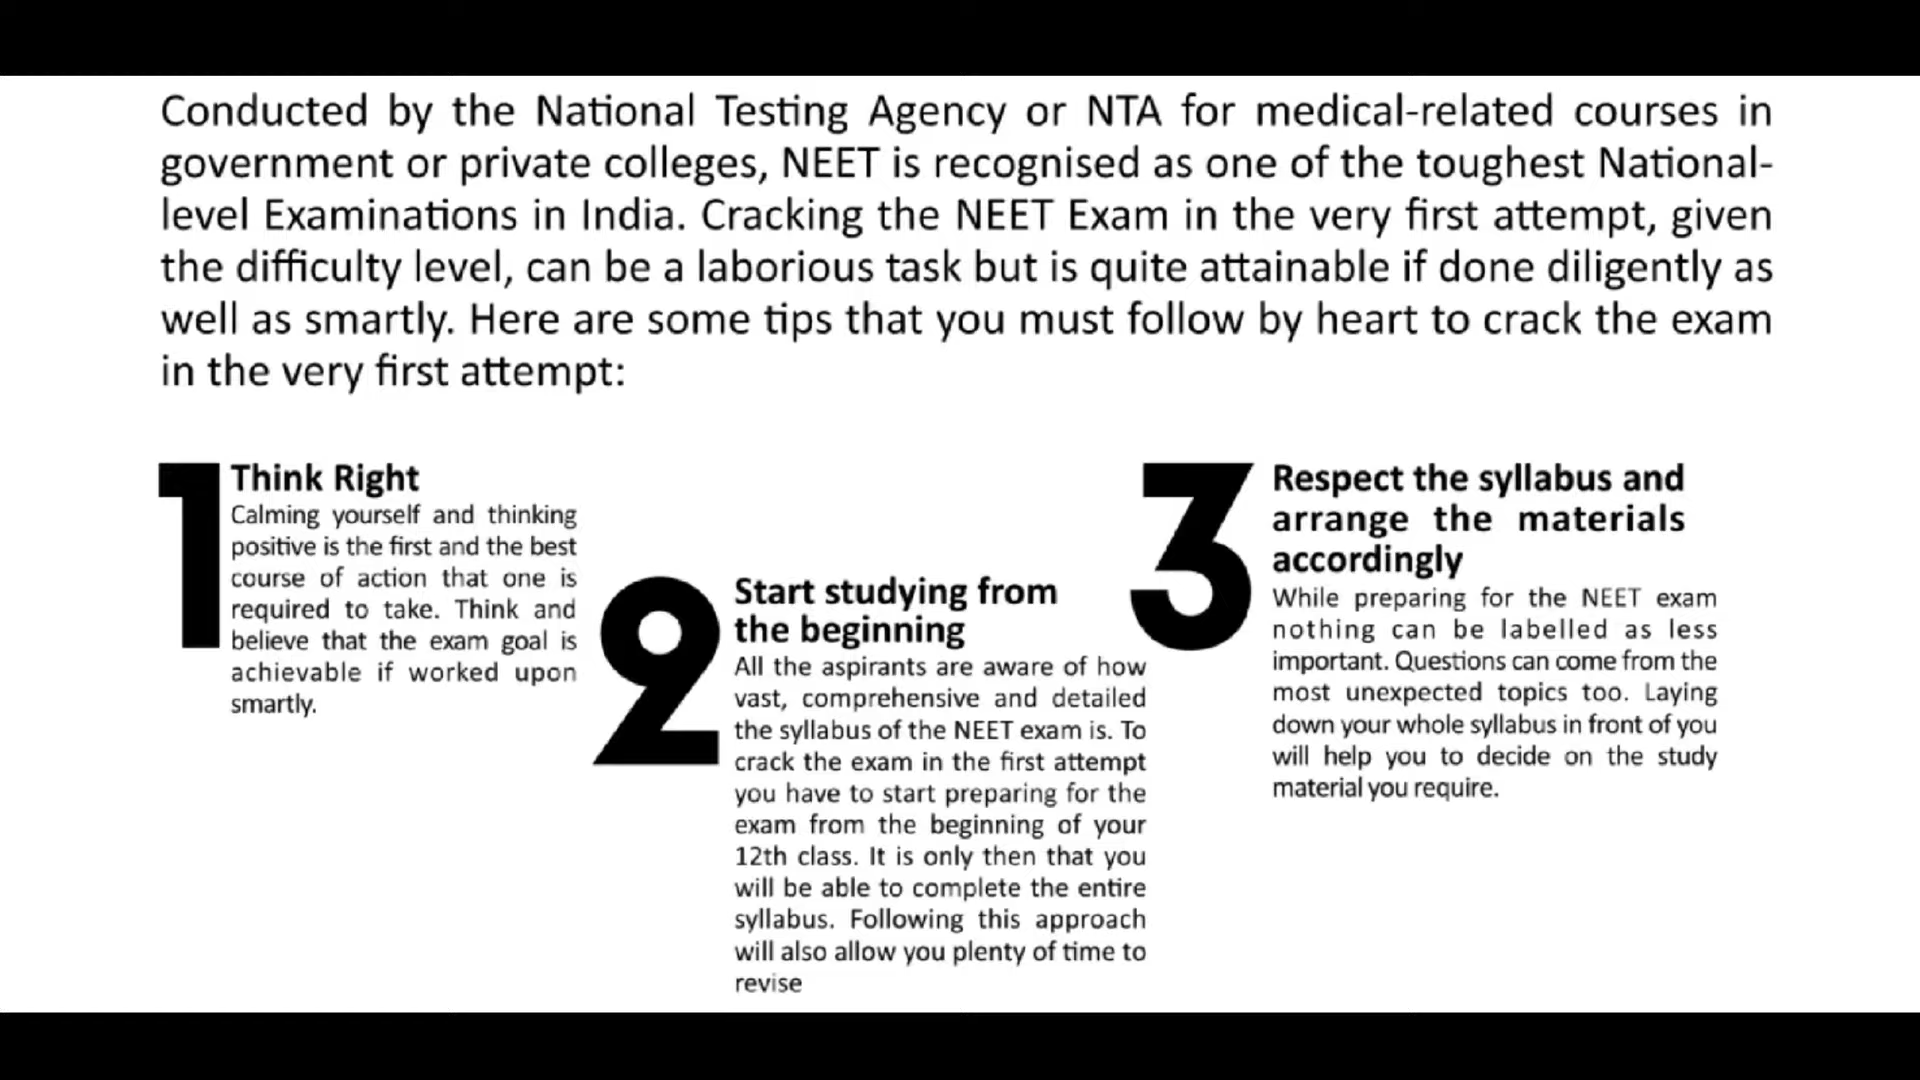 Conducted by the National Testing Agency or NTA for medical-related courses in
government or private colleges, NEET is recognised as one of the toughest National-
level Examinations in India. Cracking the NEET Exam in the very first attempt, given
the difficulty level, can be a laborious task but is quite attainable if done diligently as
well as smartly. Here are some tips that you must follow by heart to crack the exam
in the very first attempt:
1
Think Right
Calming yourself and thinking
positive is the first and the best
course of action that one is
required to take. Think and
believe that the exam goal is
achievable if worked upon
smartly.
2
Start studying from
the beginning
All the aspirants are aware of how
vast, comprehensive and detailed
the syllabus of the NEET exam is. To
crack the exam in the first attempt
you have to start preparing for the
exam from the beginning of your
12th class. It is only then that you
will be able to complete the entire
syllabus. Following this approach
will also allow you plenty of time to
revise
3
Respect the syllabus and
arrange the materials
accordingly
While preparing for the NEET exam
nothing can be labelled as less
important. Questions can come from the
most unexpected topics too. Laying
down your whole syllabus in front of you
will help you to decide on the study
material you require.